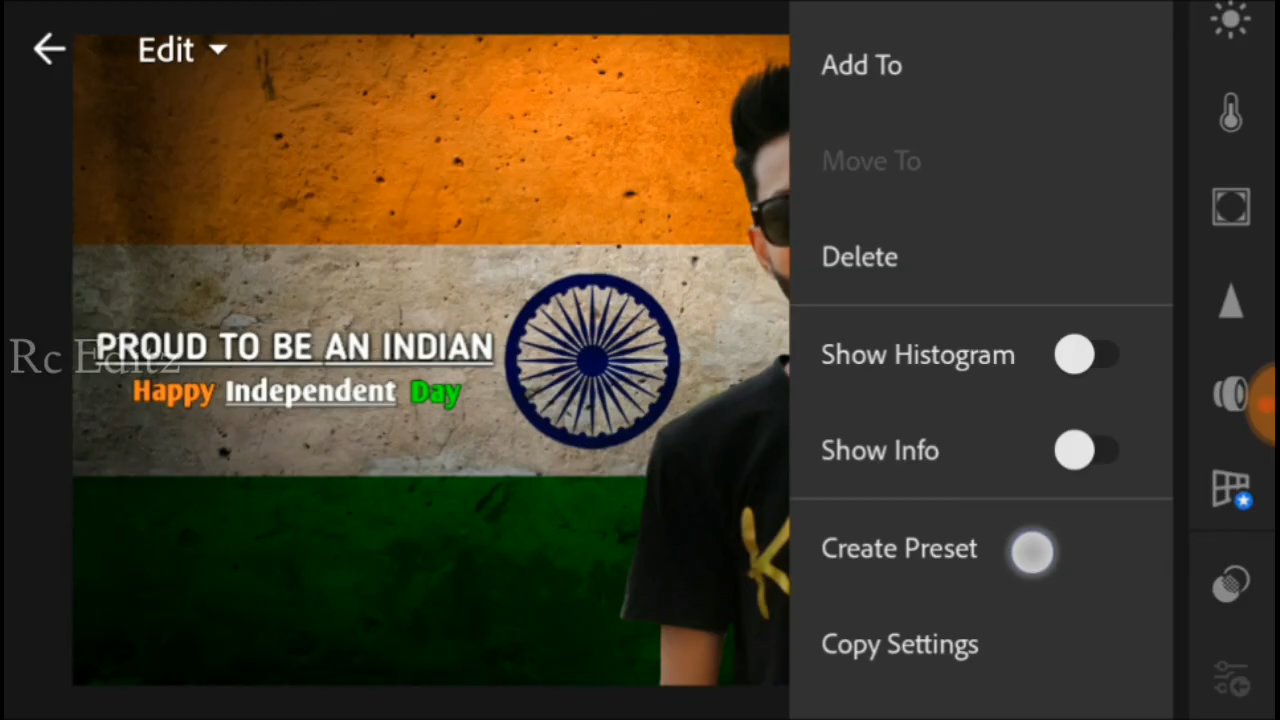 Edit
Add To
Move To
Delete
Show Histogram
Show Info
Create Preset
Copy Settings
PROUD TO BE AN INDIAN
Rc Editz
Happy Independent Day
K